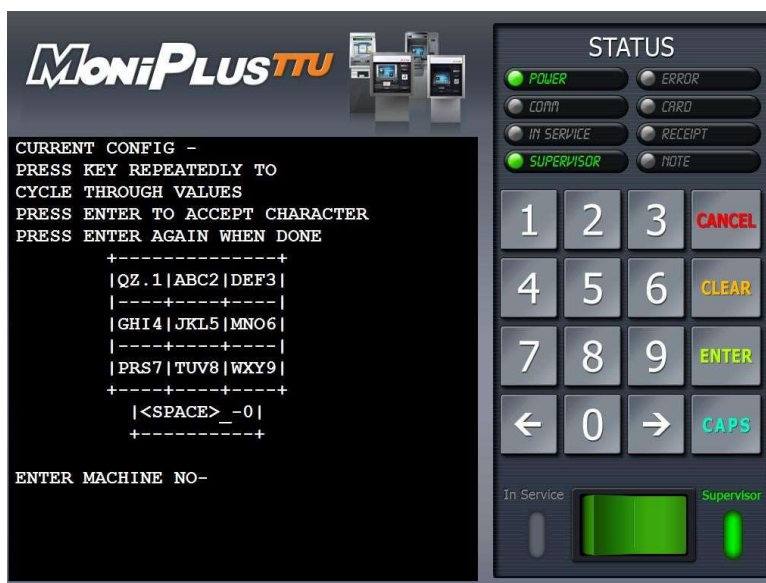 MONiPLUSTTU
CURRENT CONFIG -
PRESS KEY REPEATEDLY TO
CYCLE THROUGH VALUES
PRESS ENTER TO ACCEPT CHARACTER
PRESS ENTER AGAIN WHEN DONE
+--------------+
|QZ.1|ABC2|DEF3|
|----+----+----|
|GHI4|JKL5|MNO6|
|----+----+----|
|PRS7|TUV8|WXY9|
+----+----+----+
|<SPACE>_-0|
+----------+
ENTER MACHINE NO-
STATUS
POWER ERROR
COMM CARD
IN SERVICE RECEIPT
SUPERVISOR NOTE
1 2 3 CANCEL
4 5 6 CLEAR
7 8 9 ENTER
← 0 → CAPS
In Service Supervisor